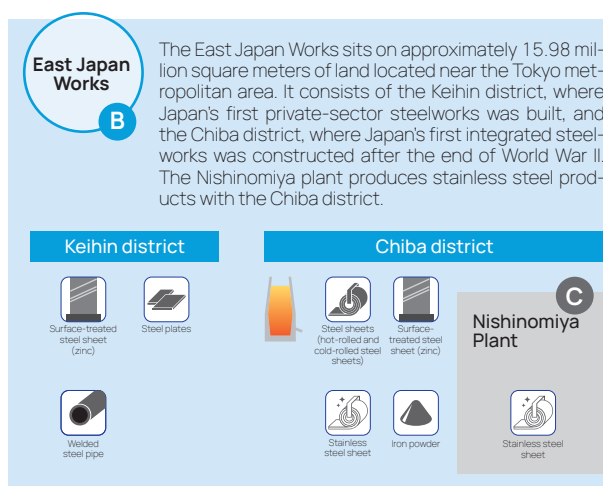 East Japan
Works
B
The East Japan Works sits on approximately 15.98 mil-
lion square meters of land located near the Tokyo met-
ropolitan area. It consists of the Keihin district, where
Japan's first private-sector steelworks was built, and
the Chiba district, where Japan's first integrated steel-
works was constructed after the end of World War II.
The Nishinomiya plant produces stainless steel prod-
ucts with the Chiba district.
Keihin district
Surface-treated
steel sheet
(zinc)
Steel plates
Welded
steel pipe
Chiba district
Steel sheets
(hot-rolled and
cold-rolled steel
sheets)
Surface-
treated steel
sheet (zinc)
Stainless
steel sheet
Iron powder
C
Nishinomiya
Plant
Stainless steel
sheet